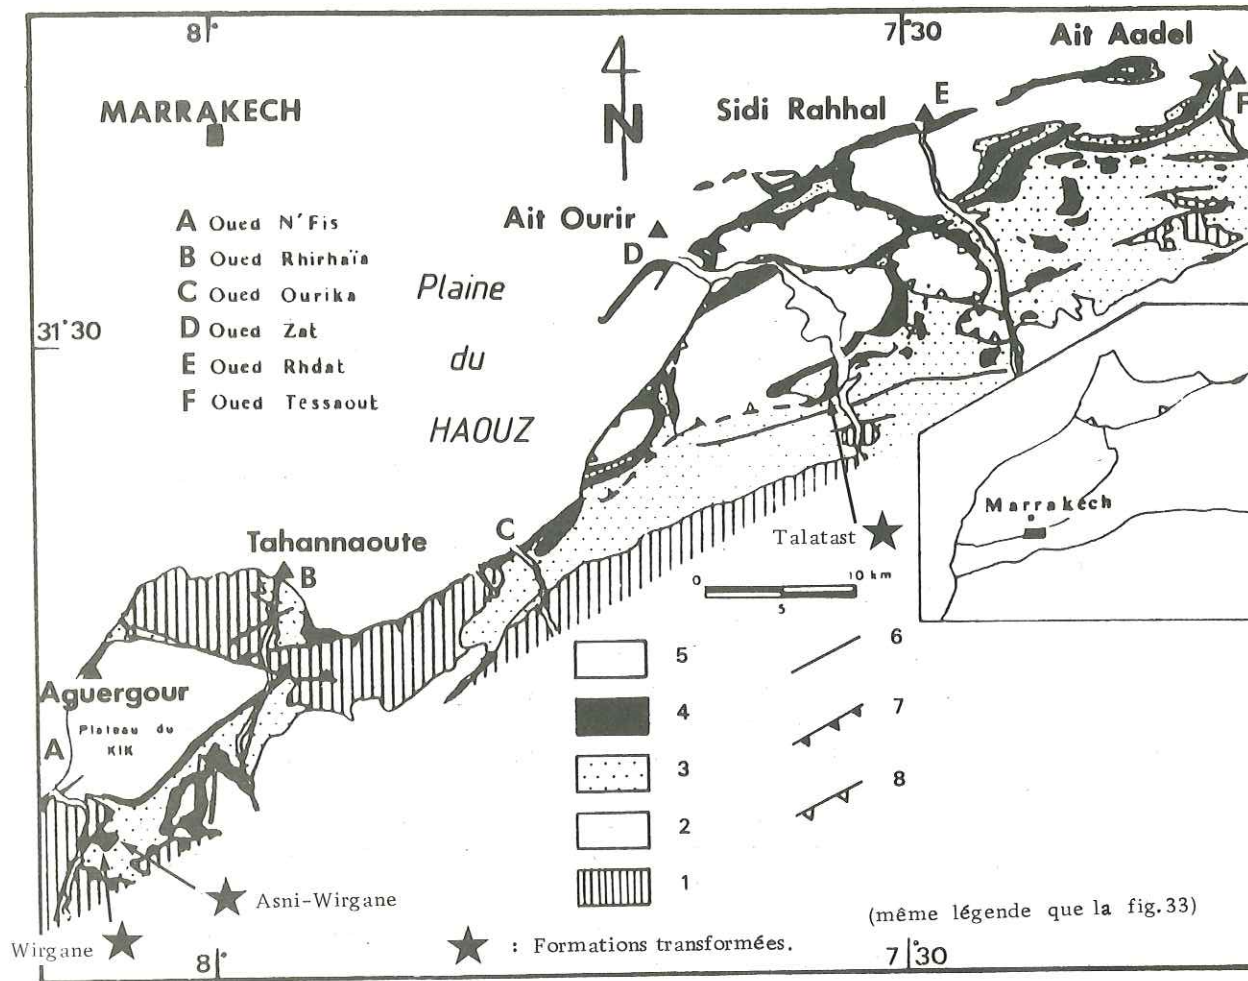 8°
7°30
Ait Aadel
MARRAKECH
N
Sidi Rahhal
E
F
A Oued N'Fis
B Oued Rhirhaïa
C Oued Ourika
D Oued Zat
E Oued Rhdat
F Oued Tessaout
Ait Ourir
D
Plaine
du
HAOUZ
31°30
Marrakech
Talatast
C
Tahannaoute
B
0
10 km
5
Aguergour
Plateau du
KIK
A
5
4
3
2
1
6
7
8
Asni-Wirgane
Wirgane
: Formations transformées.
(même légende que la fig.33)
8°
7°30